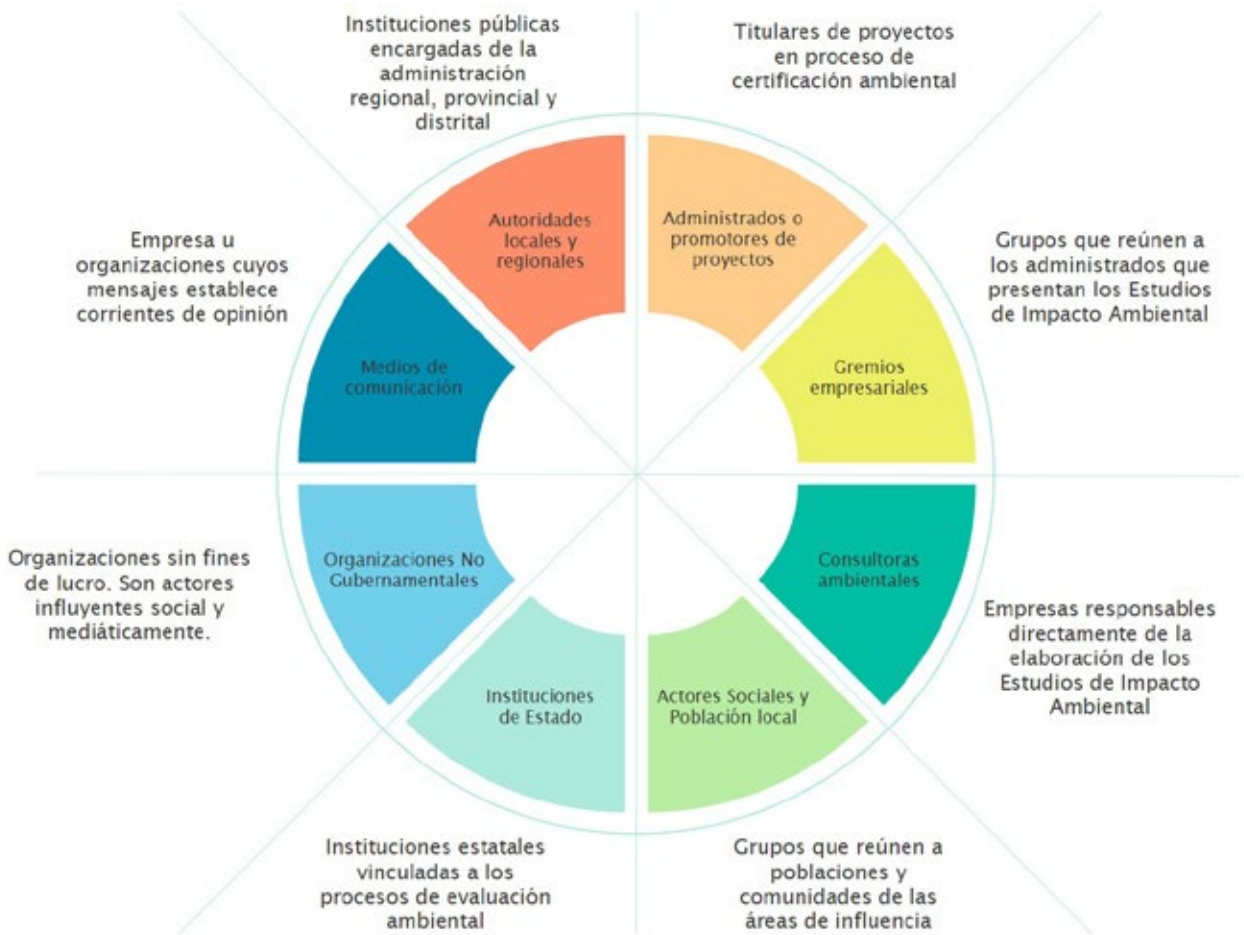 Instituciones públicas
encargadas de la
administración
regional, provincial y
distrital
Titulares de proyectos
en proceso de
certificación ambiental
Autoridades
locales y
regionales
Administrados o
promotores de
proyectos
Empresa u
organizaciones cuyos
mensajes establece
corrientes de opinión
Grupos que reúnen a
los administrados que
presentan los Estudios
de Impacto Ambiental
Medios de
comunicación
Gremios
empresariales
Organizaciones sin fines
de lucro. Son actores
influyentes social y
mediáticamente.
Organizaciones No
Gubernamentales
Consultoras
ambientales
Empresas responsables
directamente de la
elaboración de los
Estudios de Impacto
Ambiental
Instituciones
de Estado
Actores Sociales y
Población local
Instituciones estatales
vinculadas a los
procesos de evaluación
ambiental
Grupos que reúnen a
poblaciones y
comunidades de las
áreas de influencia